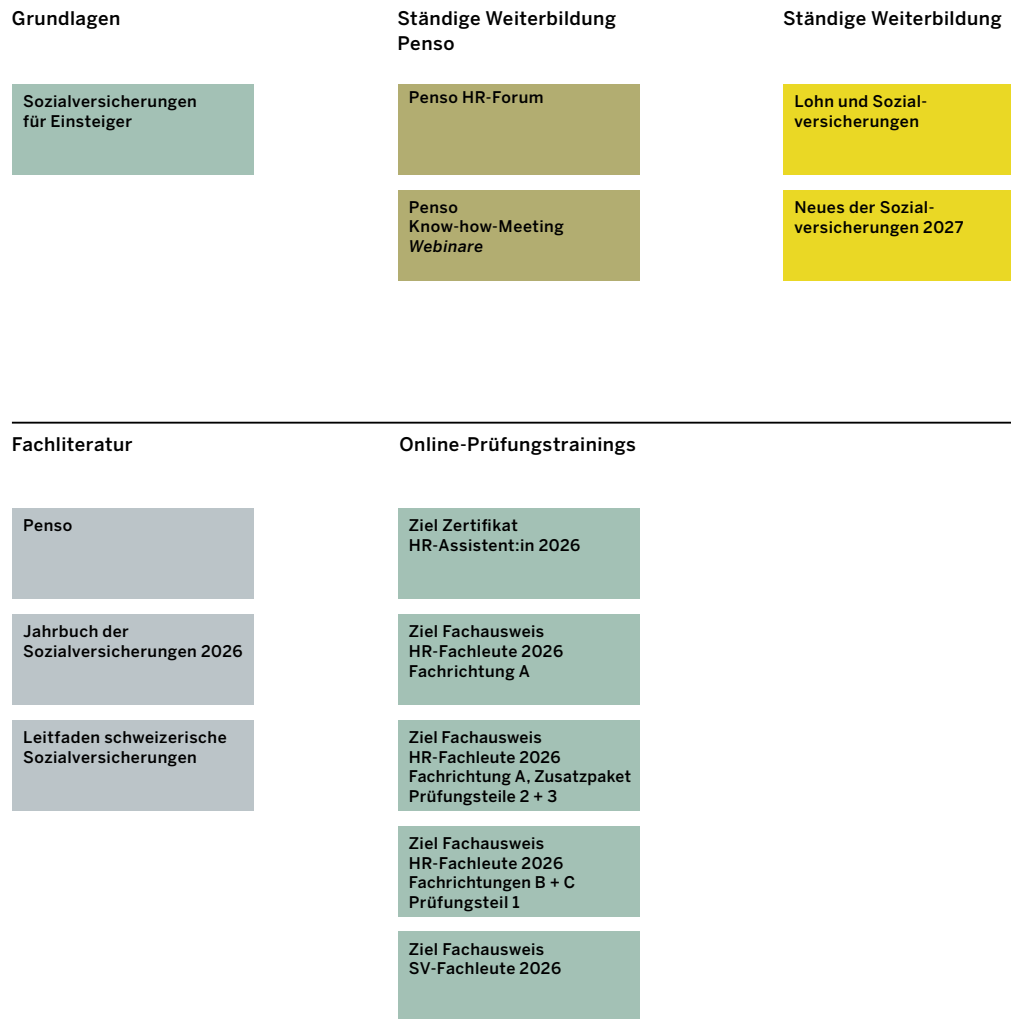 Grundlagen
Ständige Weiterbildung
Penso
Ständige Weiterbildung
Sozialversicherungen
für Einsteiger
Penso HR-Forum
Lohn und Sozial-
versicherungen
Penso
Know-how-Meeting
Webinare
Neues der Sozial-
versicherungen 2027
Fachliteratur
Online-Prüfungstrainings
Penso
Jahrbuch der
Sozialversicherungen 2026
Leitfaden schweizerische
Sozialversicherungen
Ziel Zertifikat
HR-Assistent:in 2026
Ziel Fachausweis
HR-Fachleute 2026
Fachrichtung A
Ziel Fachausweis
HR-Fachleute 2026
Fachrichtung A, Zusatzpaket
Prüfungsteile 2 + 3
Ziel Fachausweis
HR-Fachleute 2026
Fachrichtungen B + C
Prüfungsteil 1
Ziel Fachausweis
SV-Fachleute 2026